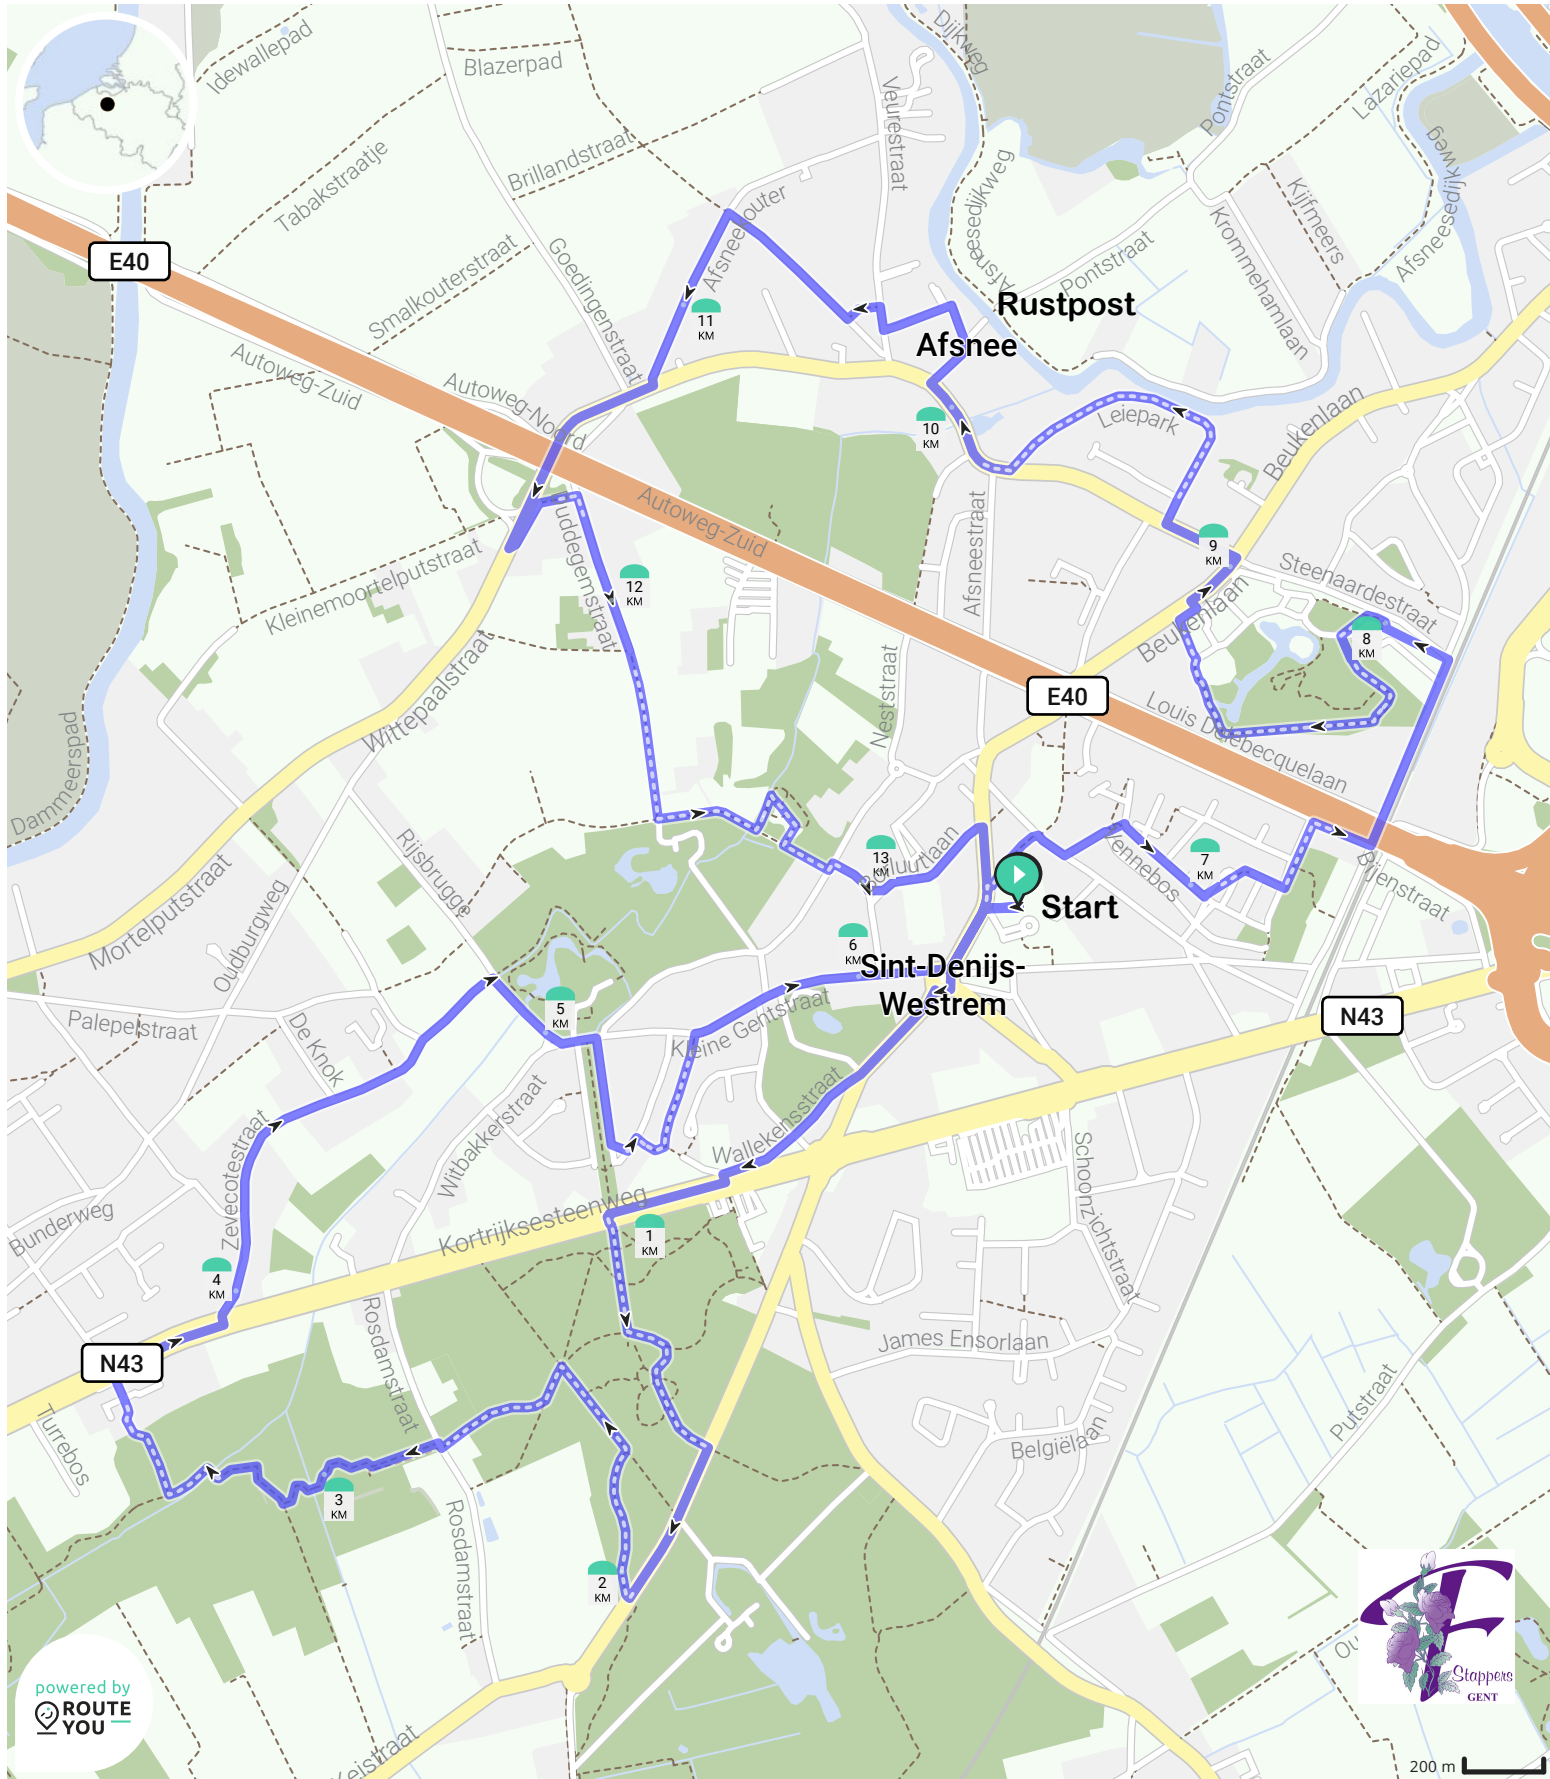 Idewallepad
Blazerpad
Dijkweg
Veurestraat
Pontstraat
Lazariepad
Brillandstraat
Tabakstraatje
Afsneesedijkweg
Afsneesedijkweg
Kijfmeers
Krommehamlaan
E40
Smalkouterstraat
Goedingenstraat
Pontstraat
Rustpost
11
KM
Afsnee
Autoweg-Zuid
Autoweg-Noord
10
KM
Leiepark
Beukenlaan
Autoweg-Zuid
Afsneestraat
9
KM
Steenaardestraat
Kleinemoortelputstraat
12
KM
Beukenlaan
8
KM
Neststraat
E40
Wittepaalstraat
Louis Delebecquelaan
Dammeerspad
Rijsbrugge
13
KM
7
KM
Bijenstraat
Mortelputstraat
Oudburgweg
Start
6
KM
Sint-Denijs-
Westrem
5
KM
N43
Palepelstraat
De Knok
Kleine Gentstraat
Witbakkerstraat
Wallekensstraat
Zevecotestraat
Schoonzichtstraat
Bunderweg
Kortrijksesteenweg
1
KM
4
KM
Rosdamstraat
James Ensorlaan
N43
Turrebos
Putstraat
Belgiëlaan
3
KM
Rosdamstraat
2
KM
Stappers
GENT
powered by
ROUTE
YOU
200 m